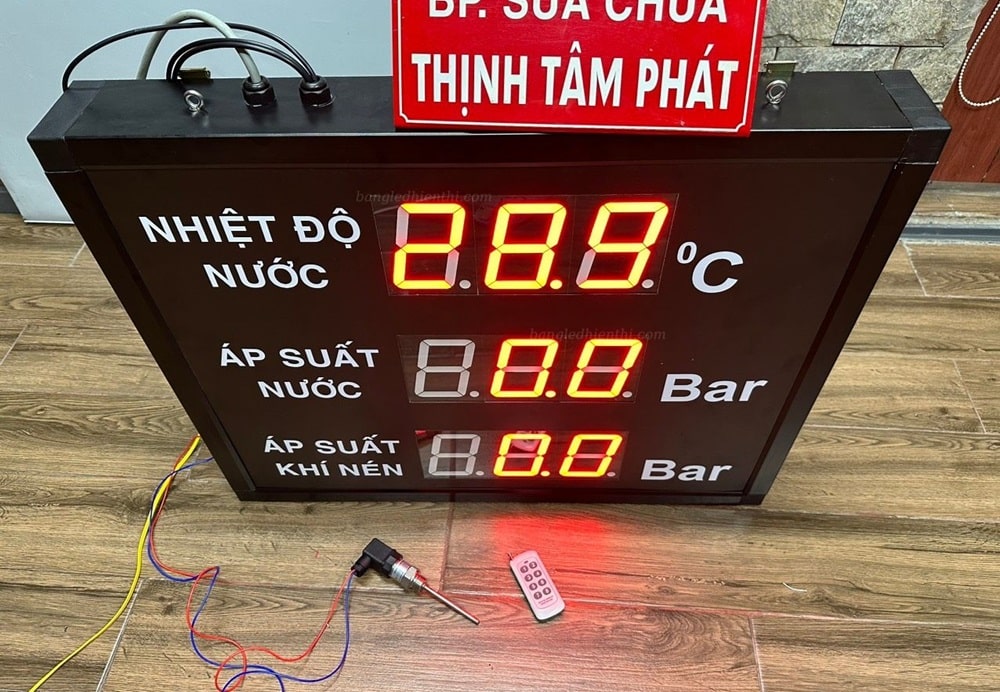 BP. SỬA CHỮA
THỊNH TÂM PHÁT
bangledhienthi.com
NHIỆT ĐỘ
NƯỚC
28.9
⁰C
bangledhienthi.com
ÁP SUẤT
NƯỚC
0.0
Bar
ÁP SUẤT
KHÍ NÉN
0.0
Bar